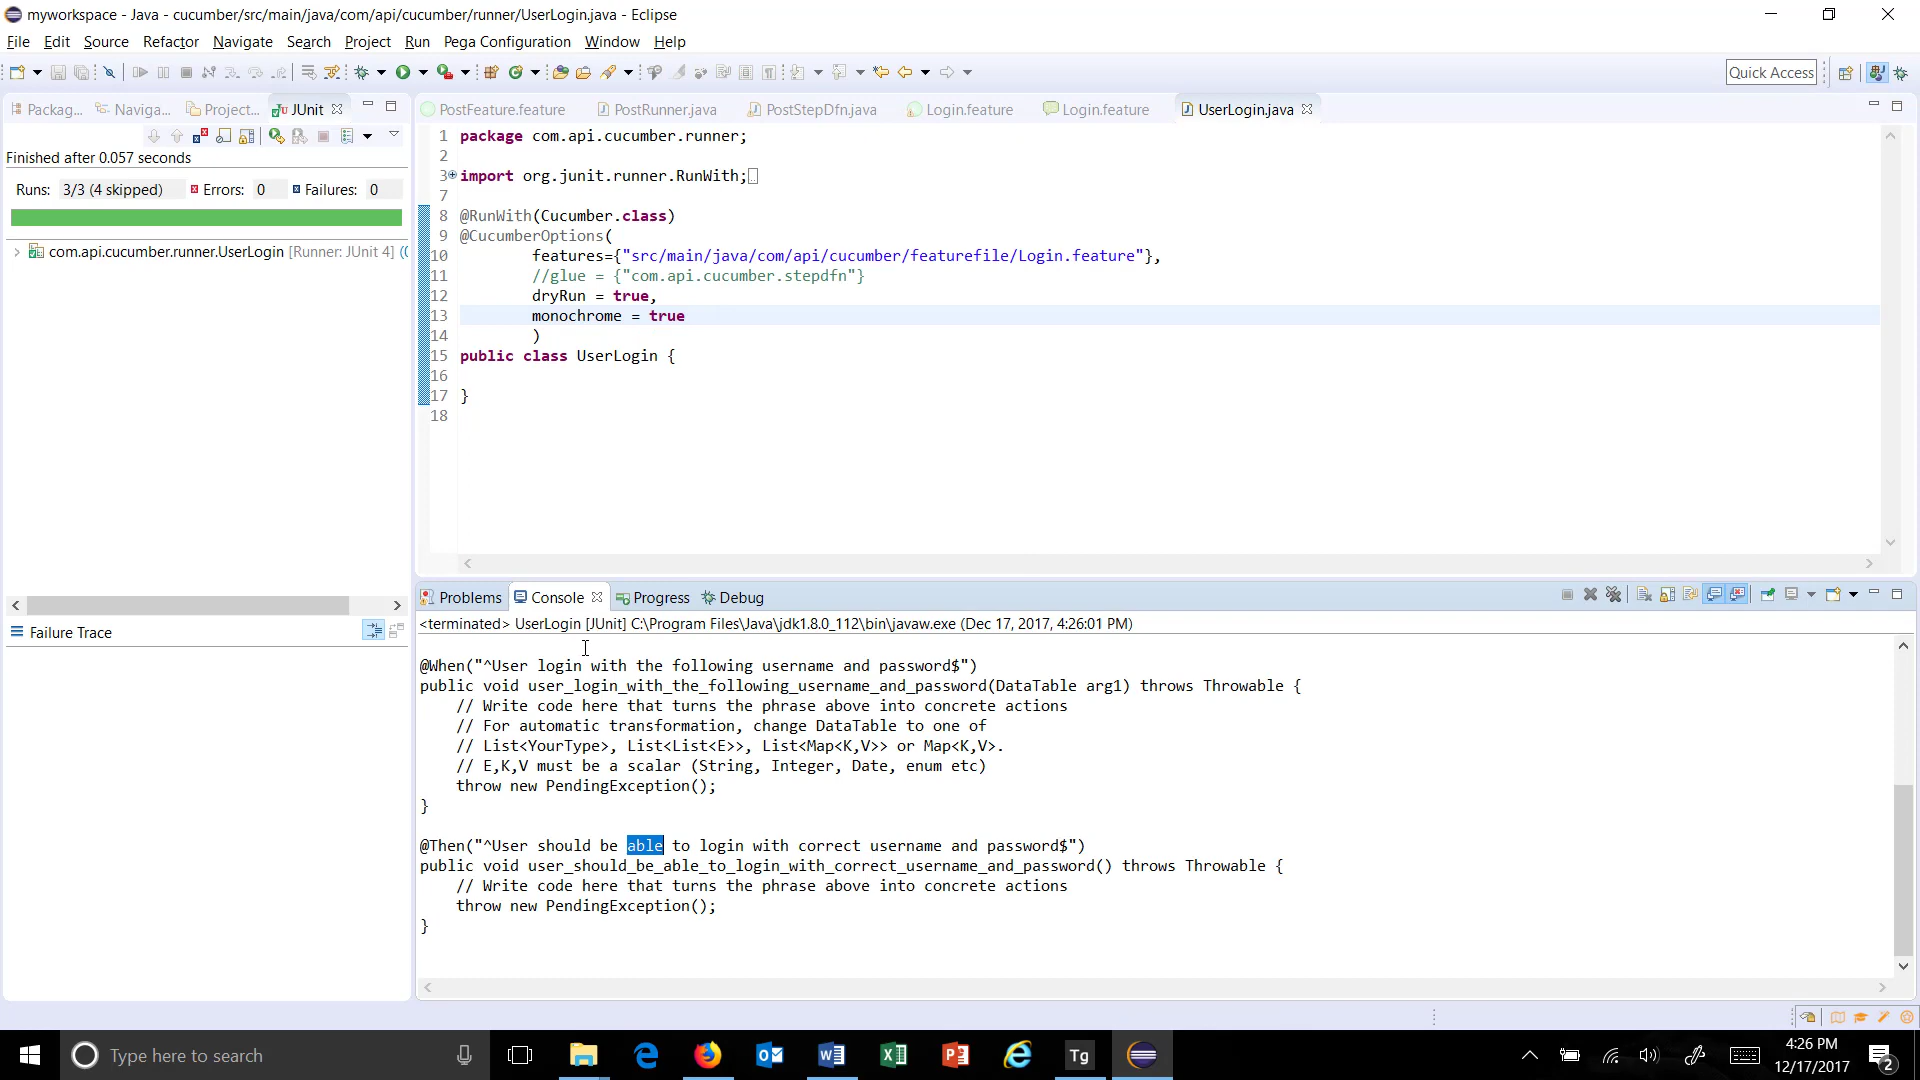 myworkspace - Java - cucumber/src/main/java/com/api/cucumber/runner/UserLogin.java - Eclipse
File Edit Source Refactor Navigate Search Project Run Pega Configuration Window Help
Quick Access
Packag... Naviga... Project... JUnit
PostFeature.feature PostRunner.java PostStepDfn.java Login.feature Login.feature UserLogin.java
Finished after 0.057 seconds
Runs: 3/3 (4 skipped) Errors: 0 Failures: 0
com.api.cucumber.runner.UserLogin [Runner: JUnit 4] (0
1 package com.api.cucumber.runner;
2
3 import org.junit.runner.RunWith;
7
8 @RunWith(Cucumber.class)
9 @CucumberOptions(
10 features={"src/main/java/com/api/cucumber/featurefile/Login.feature"},
11 //glue = {"com.api.cucumber.stepdfn"}
12 dryRun = true,
13 monochrome = true
14 )
15 public class UserLogin {
16
17 }
18
Failure Trace
Problems Console Progress Debug
<terminated> UserLogin [JUnit] C:\Program Files\Java\jdk1.8.0_112\bin\javaw.exe (Dec 17, 2017, 4:26:01 PM)
@When("^User login with the following username and password$")
public void user_login_with_the_following_username_and_password(DataTable arg1) throws Throwable {
// Write code here that turns the phrase above into concrete actions
// For automatic transformation, change DataTable to one of
// List<YourType>, List<List<E>>, List<Map<K,V>> or Map<K,V>.
// E,K,V must be a scalar (String, Integer, Date, enum etc)
throw new PendingException();
}
@Then("^User should be able to login with correct username and password$")
public void user_should_be_able_to_login_with_correct_username_and_password() throws Throwable {
// Write code here that turns the phrase above into concrete actions
throw new PendingException();
}
Type here to search
Tg
4:26 PM
12/17/2017
2